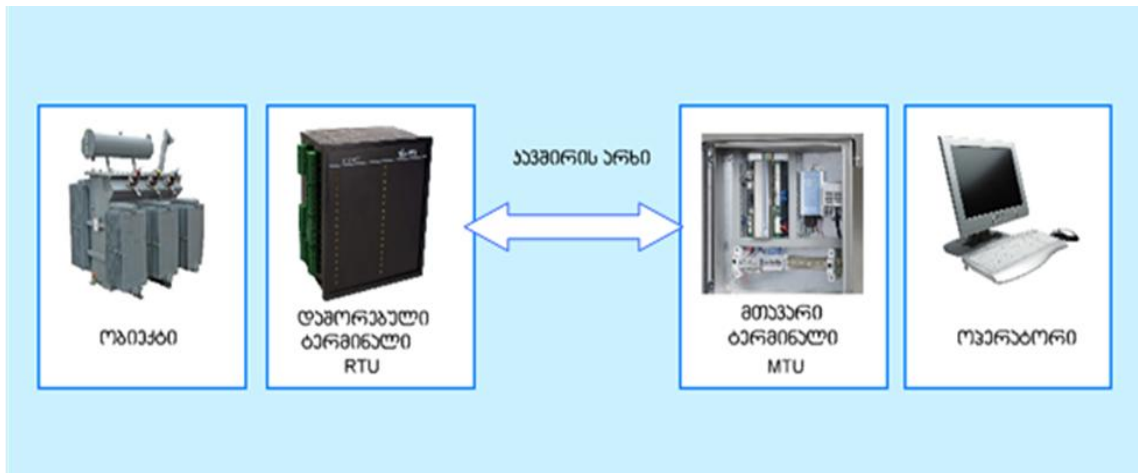 კავშირის არხი
ობიექტი
დაშორებული
ტერმინალი
RTU
მთავარი
ტერმინალი
MTU
ოპერატორი